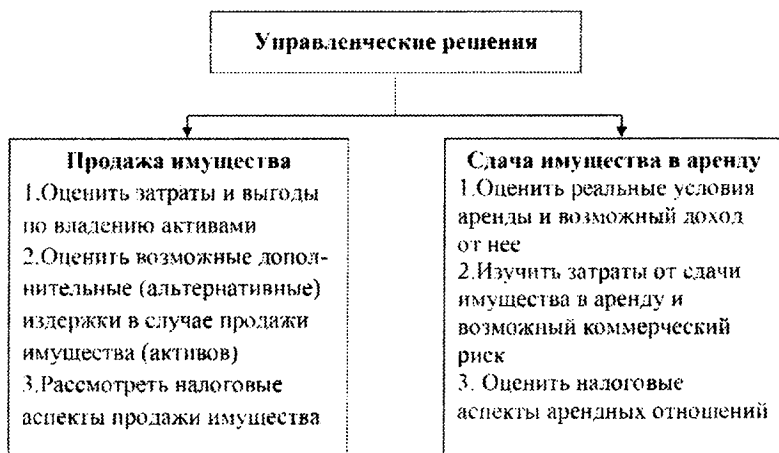 Управленческие решения
Продажа имущества
1.Оценить затраты и выгоды
по владению активами
2.Оценить возможные допол-
нительные (альтернативные)
издержки в случае продажи
имущества (активов)
3.Рассмотреть налоговые
аспекты продажи имущества
Сдача имущества в аренду
1.Оценить реальные условия
аренды и возможный доход
от нее
2.Изучить затраты от сдачи
имущества в аренду и
возможный коммерческий
риск
3. Оценить налоговые
аспекты арендных отношений